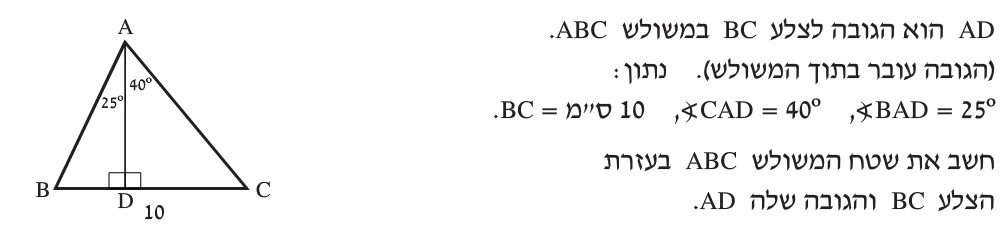 AD הוא הגובה לצלע BC במשולש ABC.
(הגובה עובר בתוך המשולש). נתון:
∢BAD = 25°, ∢CAD = 40°, 10 ס״מ = BC.
חשב את שטח המשולש ABC בעזרת
הצלע BC והגובה שלה AD.
A
25° 40°
B D C
10